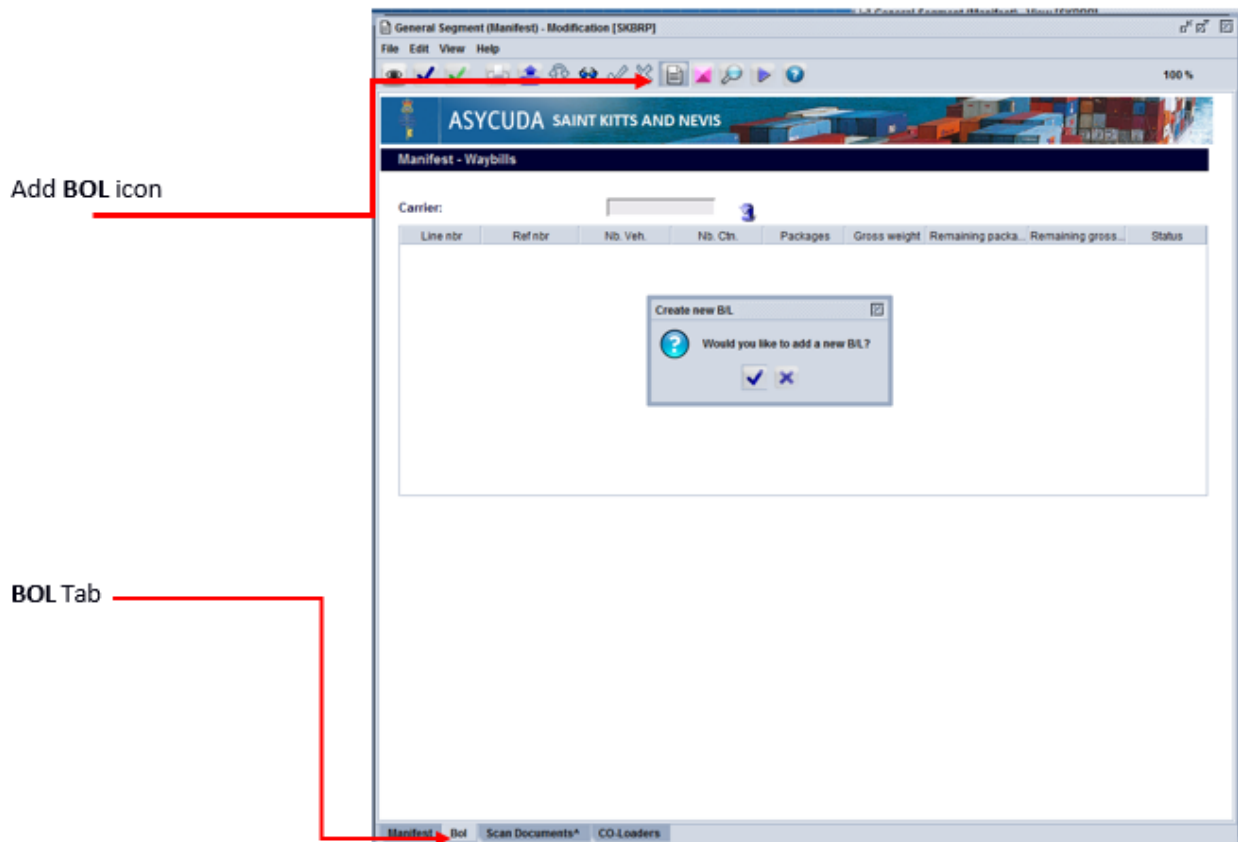 General Segment (Manifest) - Modification [SKBRP]
File Edit View Help
100 %
ASYCUDA SAINT KITTS AND NEVIS
Manifest - Waybills
Add BOL icon
Carrier:
Line nbr Ref nbr Nb. Veh. Nb. Ctn. Packages Gross weight Remaining packa... Remaining gross... Status
Create new B/L
Would you like to add a new B/L?
BOL Tab
Manifest Bol Scan Documents^ CO-Loaders